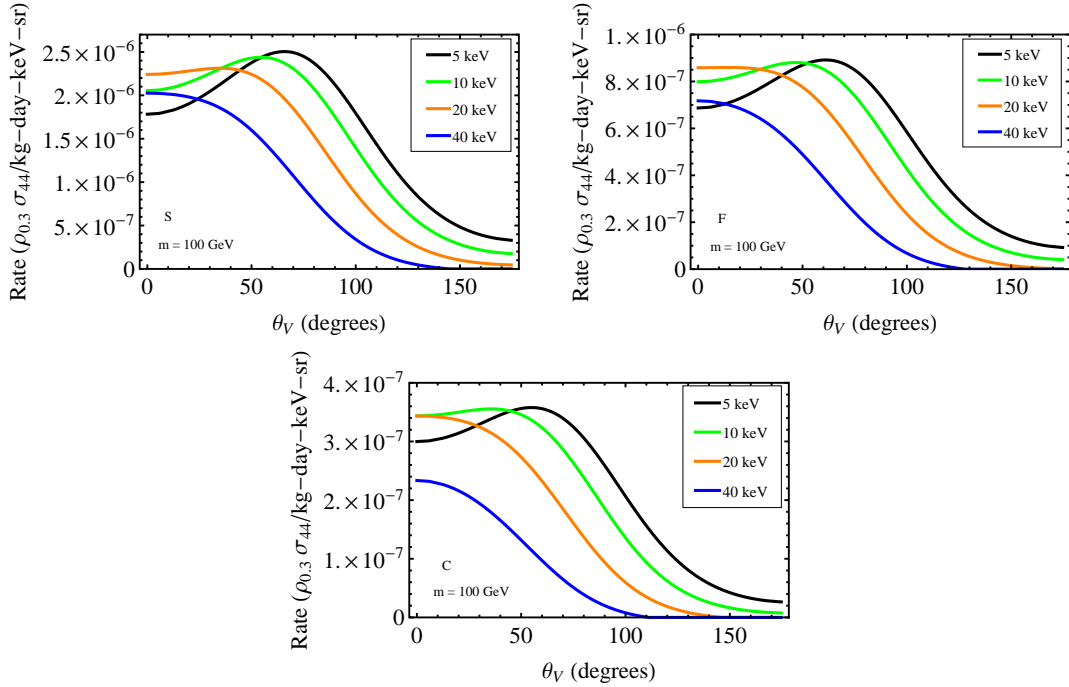 Rate (ρ0.3 σ44/kg−day−keV−sr)
2.5×10⁻⁶
2.×10⁻⁶
1.5×10⁻⁶
1.×10⁻⁶
5.×10⁻⁷
0
0 50 100 150
θV (degrees)
5 keV
10 keV
20 keV
40 keV
S
m = 100 GeV
Rate (ρ0.3 σ44/kg−day−keV−sr)
1.×10⁻⁶
8.×10⁻⁷
6.×10⁻⁷
4.×10⁻⁷
2.×10⁻⁷
0
0 50 100 150
θV (degrees)
5 keV
10 keV
20 keV
40 keV
F
m = 100 GeV
Rate (ρ0.3 σ44/kg−day−keV−sr)
4.×10⁻⁷
3.×10⁻⁷
2.×10⁻⁷
1.×10⁻⁷
0
0 50 100 150
θV (degrees)
5 keV
10 keV
20 keV
40 keV
C
m = 100 GeV